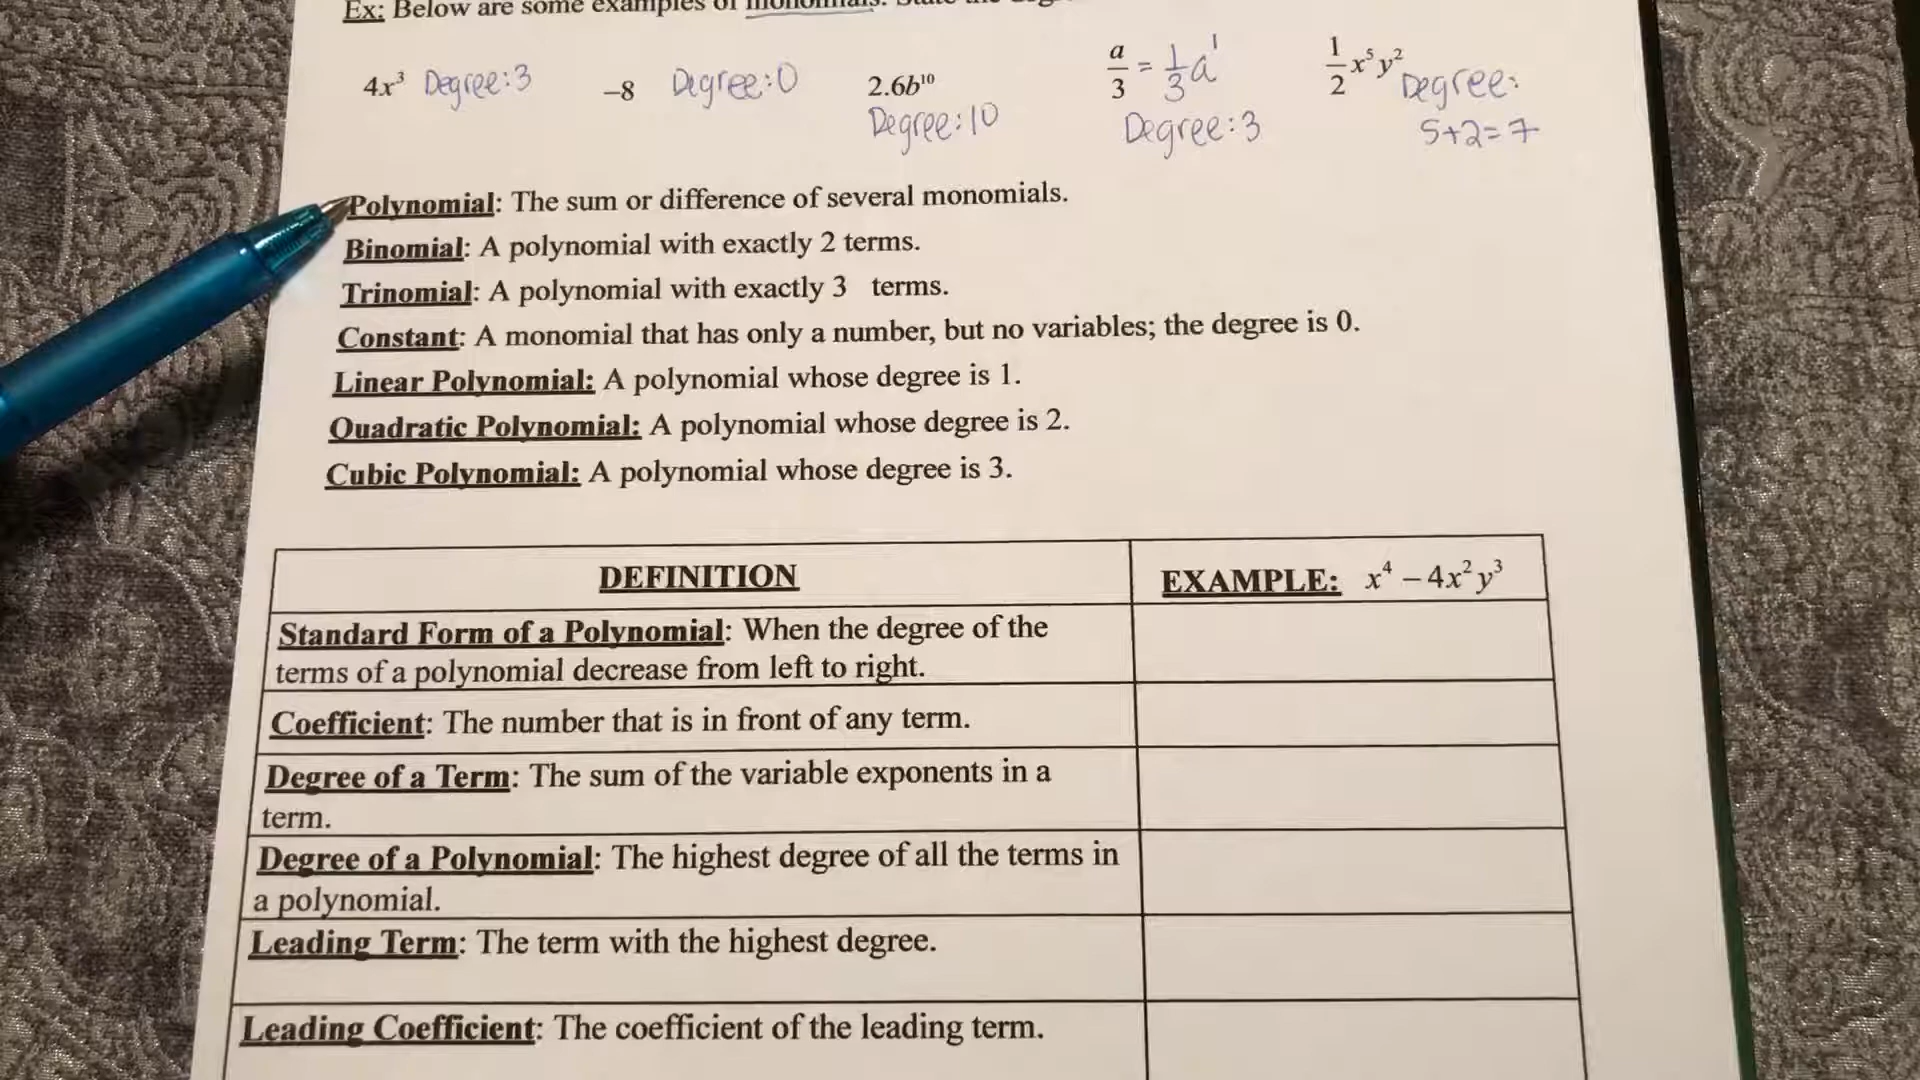 Ex: Below are some examples of monomials. State the
4x³ Degree:3 -8 Degree:0 2.6b¹⁰ Degree:10 a/3 = 1/3 a¹ Degree:3 1/2 x⁵y² Degree: 5+2=7
Polynomial: The sum or difference of several monomials.
Binomial: A polynomial with exactly 2 terms.
Trinomial: A polynomial with exactly 3 terms.
Constant: A monomial that has only a number, but no variables; the degree is 0.
Linear Polynomial: A polynomial whose degree is 1.
Quadratic Polynomial: A polynomial whose degree is 2.
Cubic Polynomial: A polynomial whose degree is 3.
DEFINITION
EXAMPLE: x⁴ – 4x²y³
Standard Form of a Polynomial: When the degree of the
terms of a polynomial decrease from left to right.
Coefficient: The number that is in front of any term.
Degree of a Term: The sum of the variable exponents in a
term.
Degree of a Polynomial: The highest degree of all the terms in
a polynomial.
Leading Term: The term with the highest degree.
Leading Coefficient: The coefficient of the leading term.